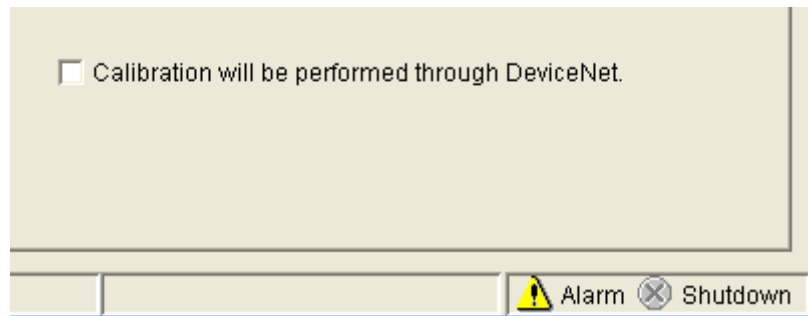 Calibration will be performed through DeviceNet.
Alarm Shutdown